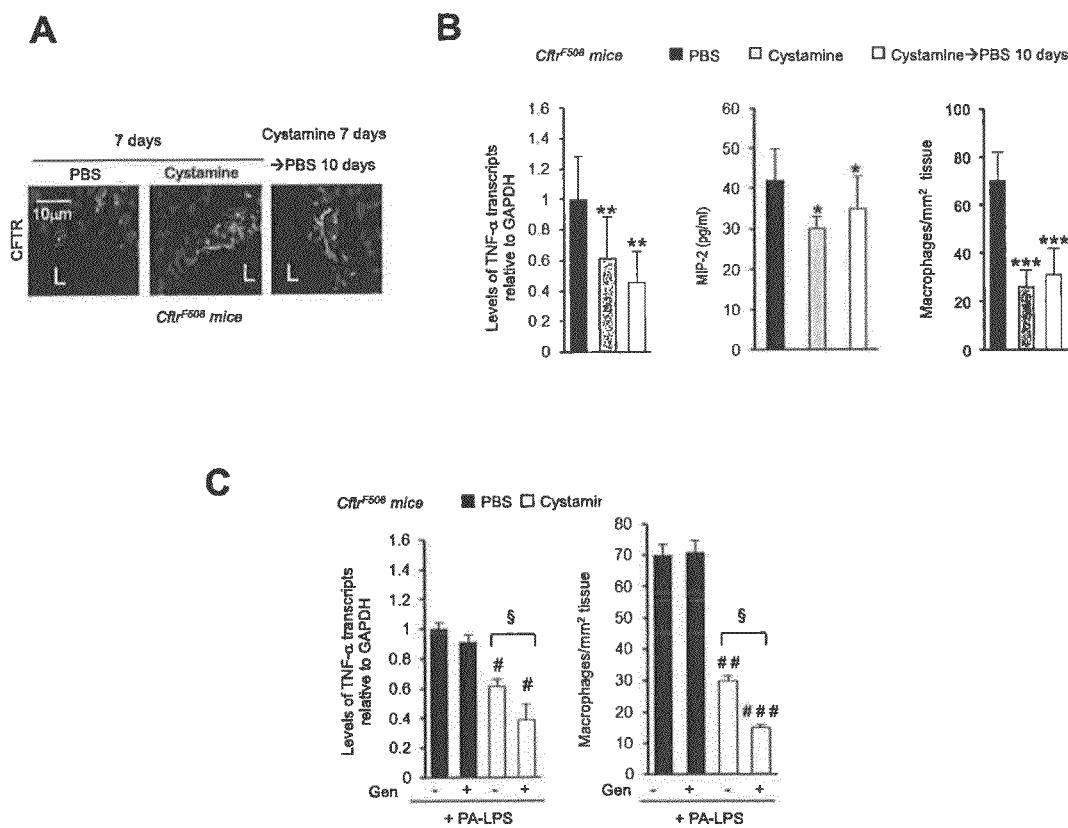 A
7 days
Cystamine 7 days
→PBS 10 days
PBS
Cystamine
10µm
CFTR
L
L
L
Cftr^F508 mice
B
Cftr^F508 mice
PBS
Cystamine
Cystamine→PBS 10 days
Levels of TNF-α transcripts
relative to GAPDH
1.6
1.4
1.2
1
0.8
0.6
0.4
0.2
0
**
**
MIP-2 (pg/ml)
60
50
40
30
20
10
0
*
*
Macrophages/mm² tissue
100
80
60
40
20
0
***
***
C
Cftr^F508 mice
PBS
Cystamir
Levels of TNF-α transcripts
relative to GAPDH
1.6
1.4
1.2
1
0.8
0.6
0.4
0.2
0
§
#
#
Gen - + - +
+ PA-LPS
Macrophages/mm² tissue
80
70
60
50
40
30
20
10
0
§
##
###
- + - +
+ PA-LPS